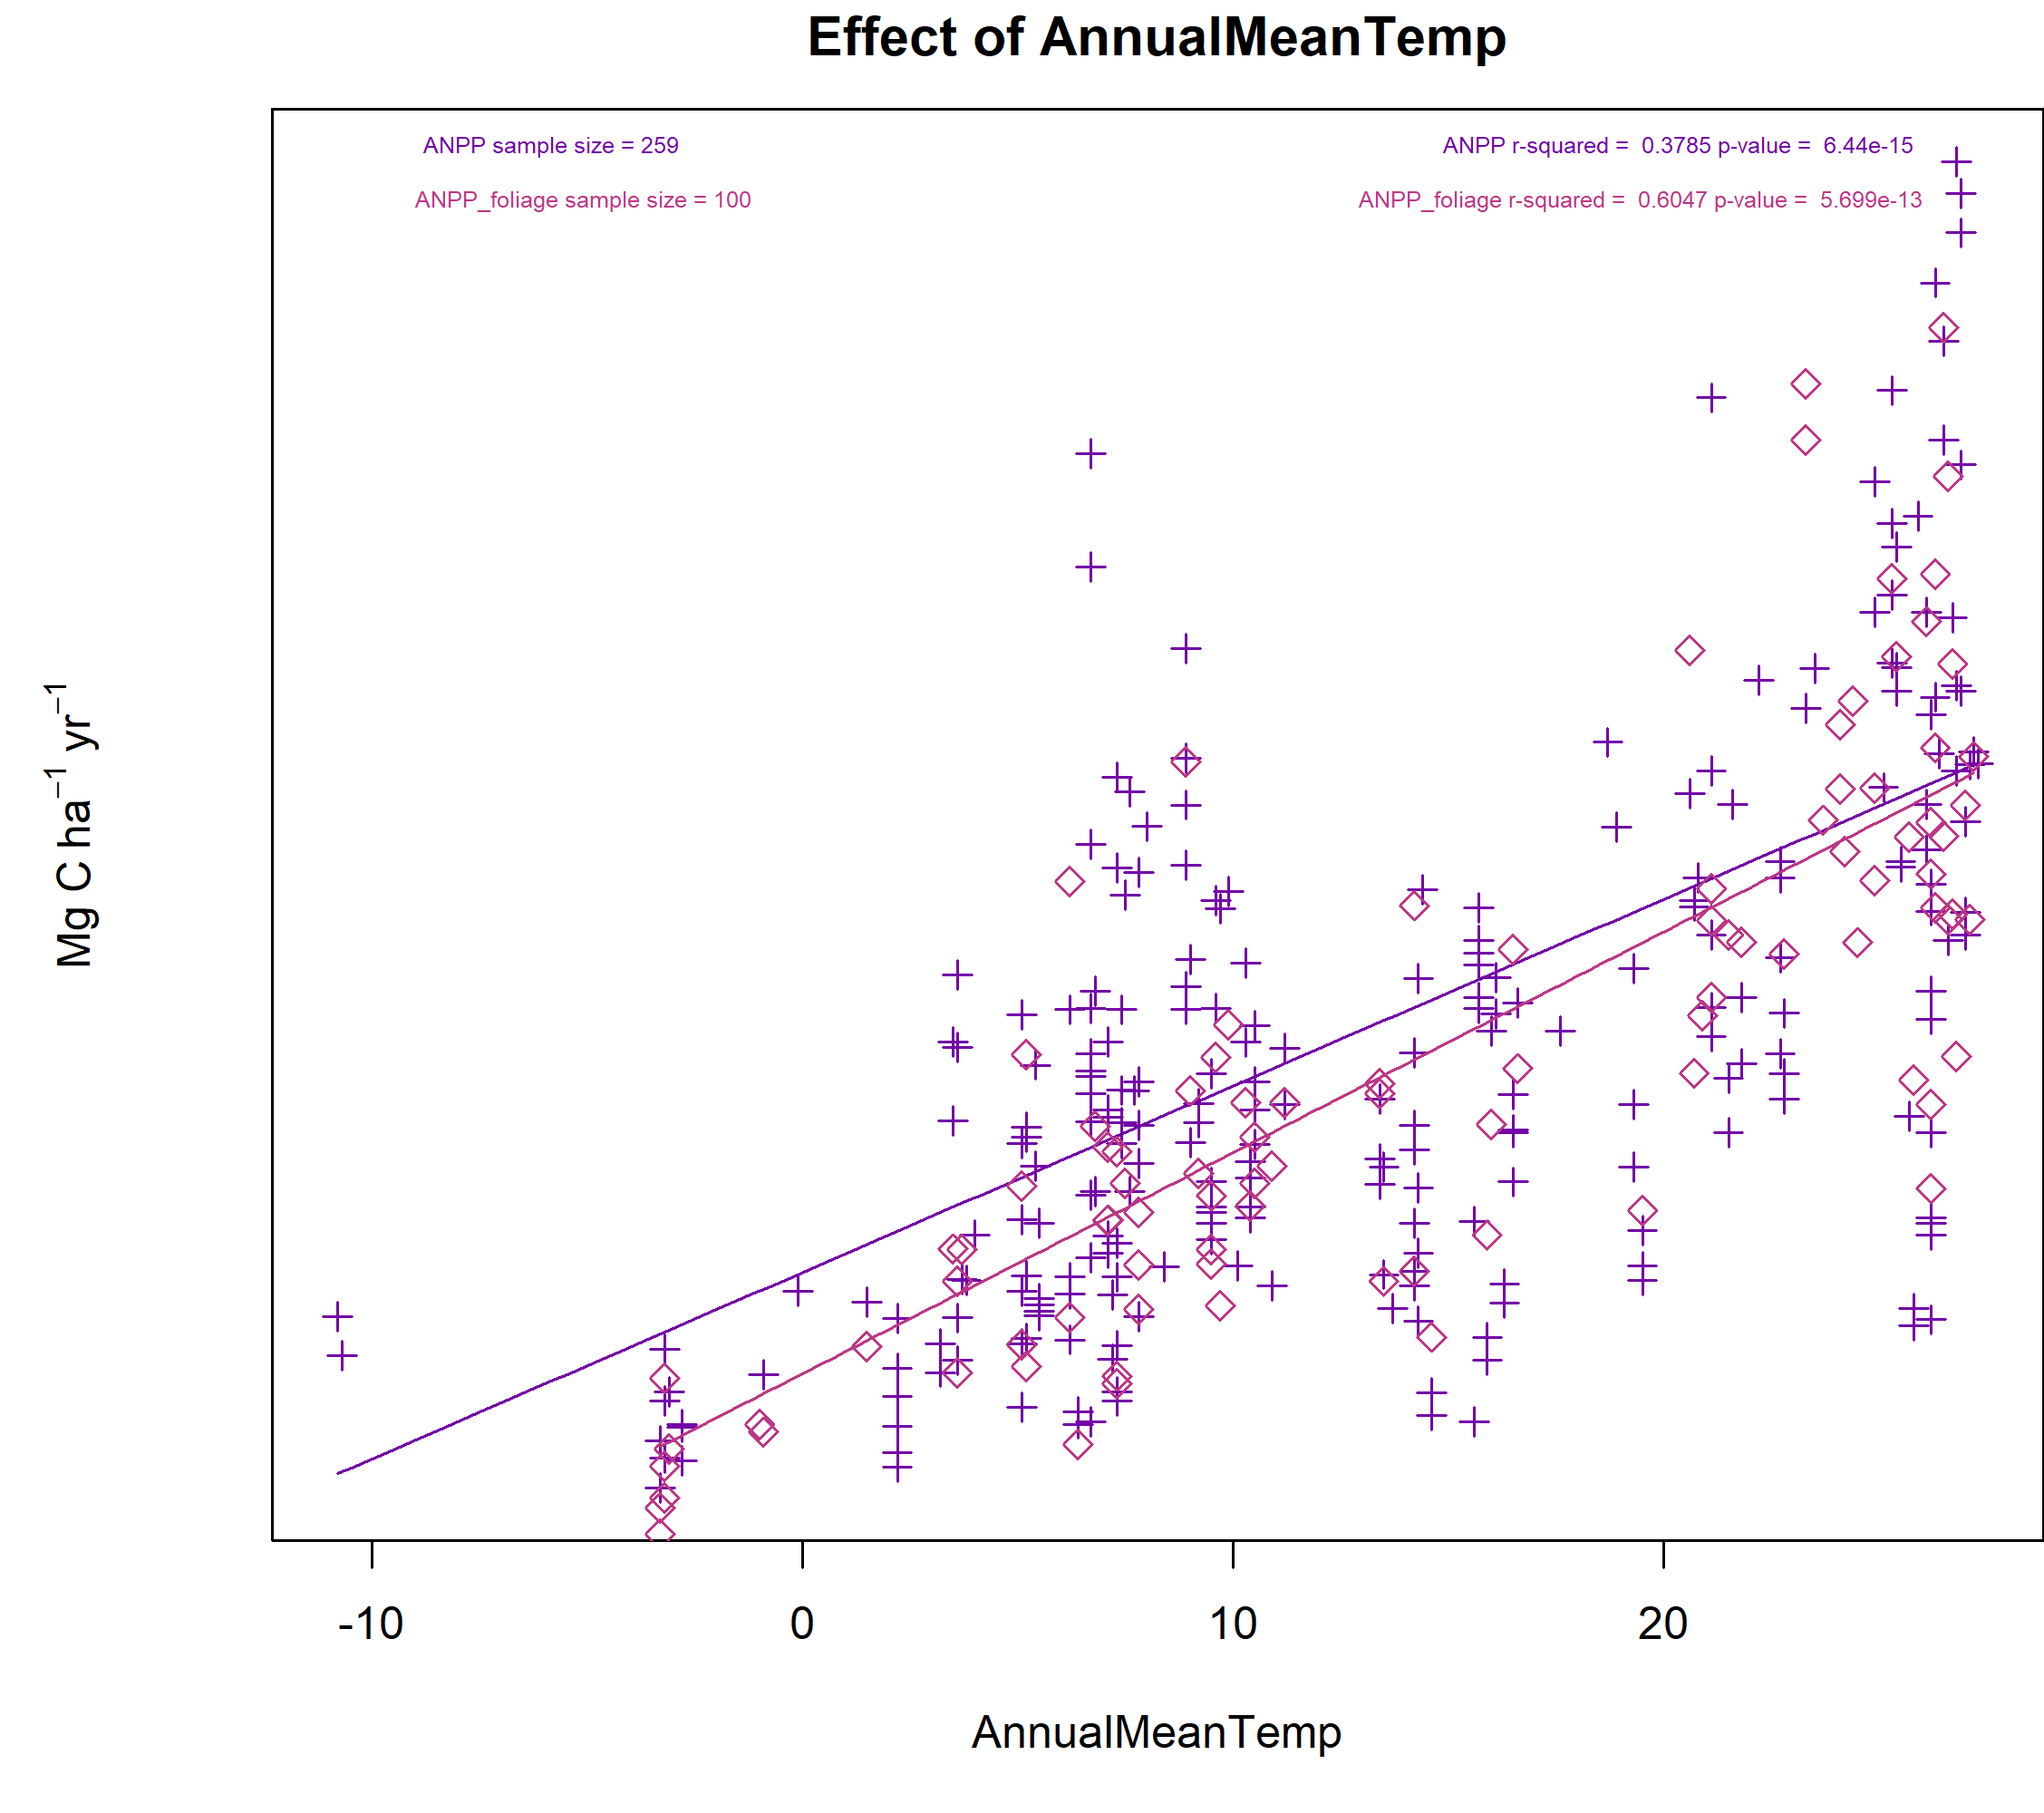 Effect of AnnualMeanTemp
ANPP sample size = 259
ANPP r-squared = 0.3785 p-value = 6.44e-15
ANPP_foliage sample size = 100
ANPP_foliage r-squared = 0.6047 p-value = 5.699e-13
Mg C ha⁻¹ yr⁻¹
-10 0 10 20
AnnualMeanTemp